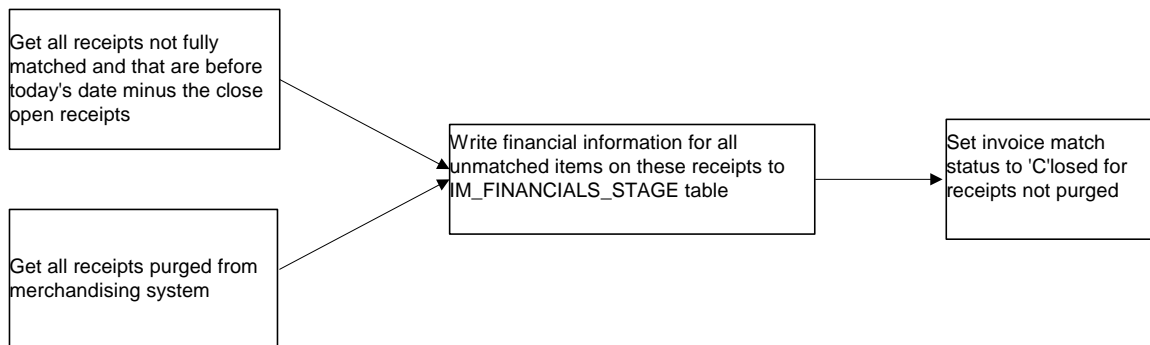 Get all receipts not fully
matched and that are before
today's date minus the close
open receipts
Write financial information for all
unmatched items on these receipts to
IM_FINANCIALS_STAGE table
Set invoice match
status to 'C'losed for
receipts not purged
Get all receipts purged from
merchandising system